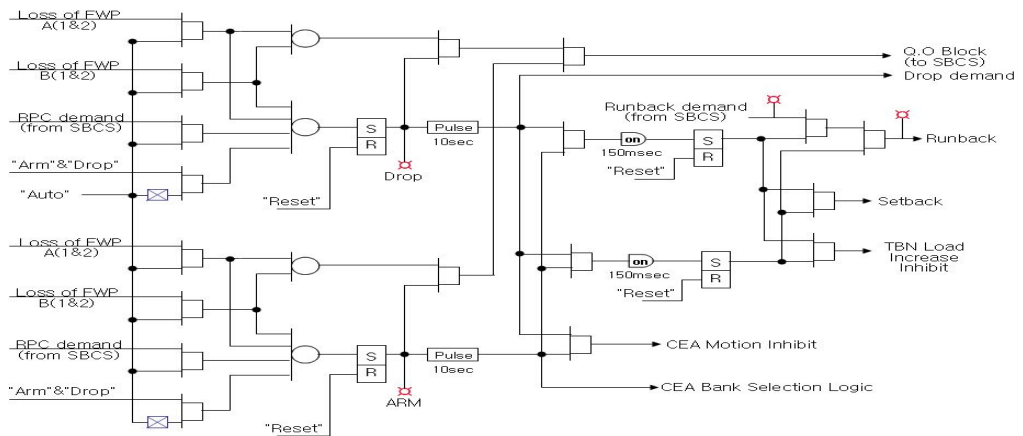 Loss of FWP
A(1&2)
Loss of FWP
B(1&2)
RPC demand
(from SBCS)
"Arm"&"Drop"
"Auto"
S
R
"Reset"
Pulse
10sec
Drop
Q.O Block
(to SBCS)
Drop demand
Runback demand
(from SBCS)
on
150msec
"Reset"
S
R
Runback
Setback
TBN Load
Increase
Inhibit
on
150msec
"Reset"
S
R
Loss of FWP
A(1&2)
Loss of FWP
B(1&2)
RPC demand
(from SBCS)
"Arm"&"Drop"
S
R
"Reset"
Pulse
10sec
ARM
CEA Motion Inhibit
CEA Bank Selection Logic